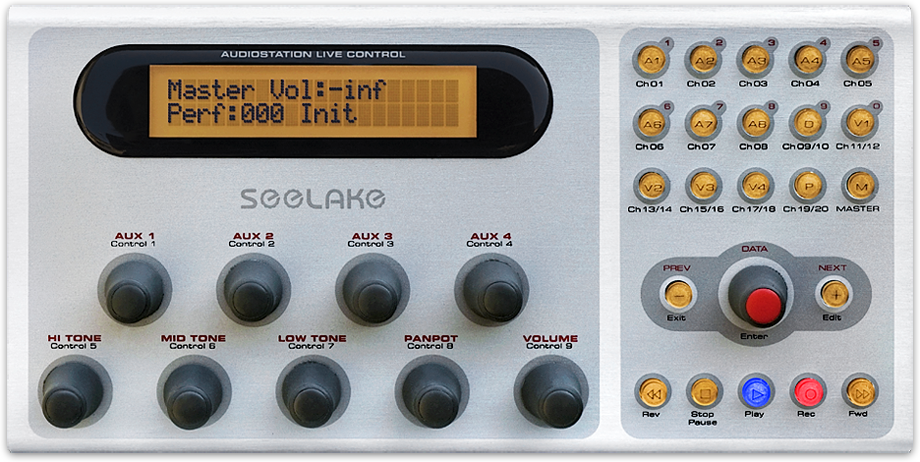 AUDIOSTATION LIVE CONTROL
Master Vol:-inf
Perf:000 Init
SEELAKE
AUX 1 AUX 2 AUX 3 AUX 4
Control 1 Control 2 Control 3 Control 4
HI TONE MID TONE LOW TONE PANPOT VOLUME
Control 5 Control 6 Control 7 Control 8 Control 9
1 2 3 4 5
A1 A2 A3 A4 A5
Ch01 Ch02 Ch03 Ch04 Ch05
6 7 8 9 0
A6 A7 A8 D V1
Ch06 Ch07 Ch08 Ch09/10 Ch11/12
V2 V3 V4 P M
Ch13/14 Ch15/16 Ch17/18 Ch19/20 MASTER
DATA
PREV NEXT
- +
Exit Edit
Enter
Rev Stop Play Rec Fwd
Pause